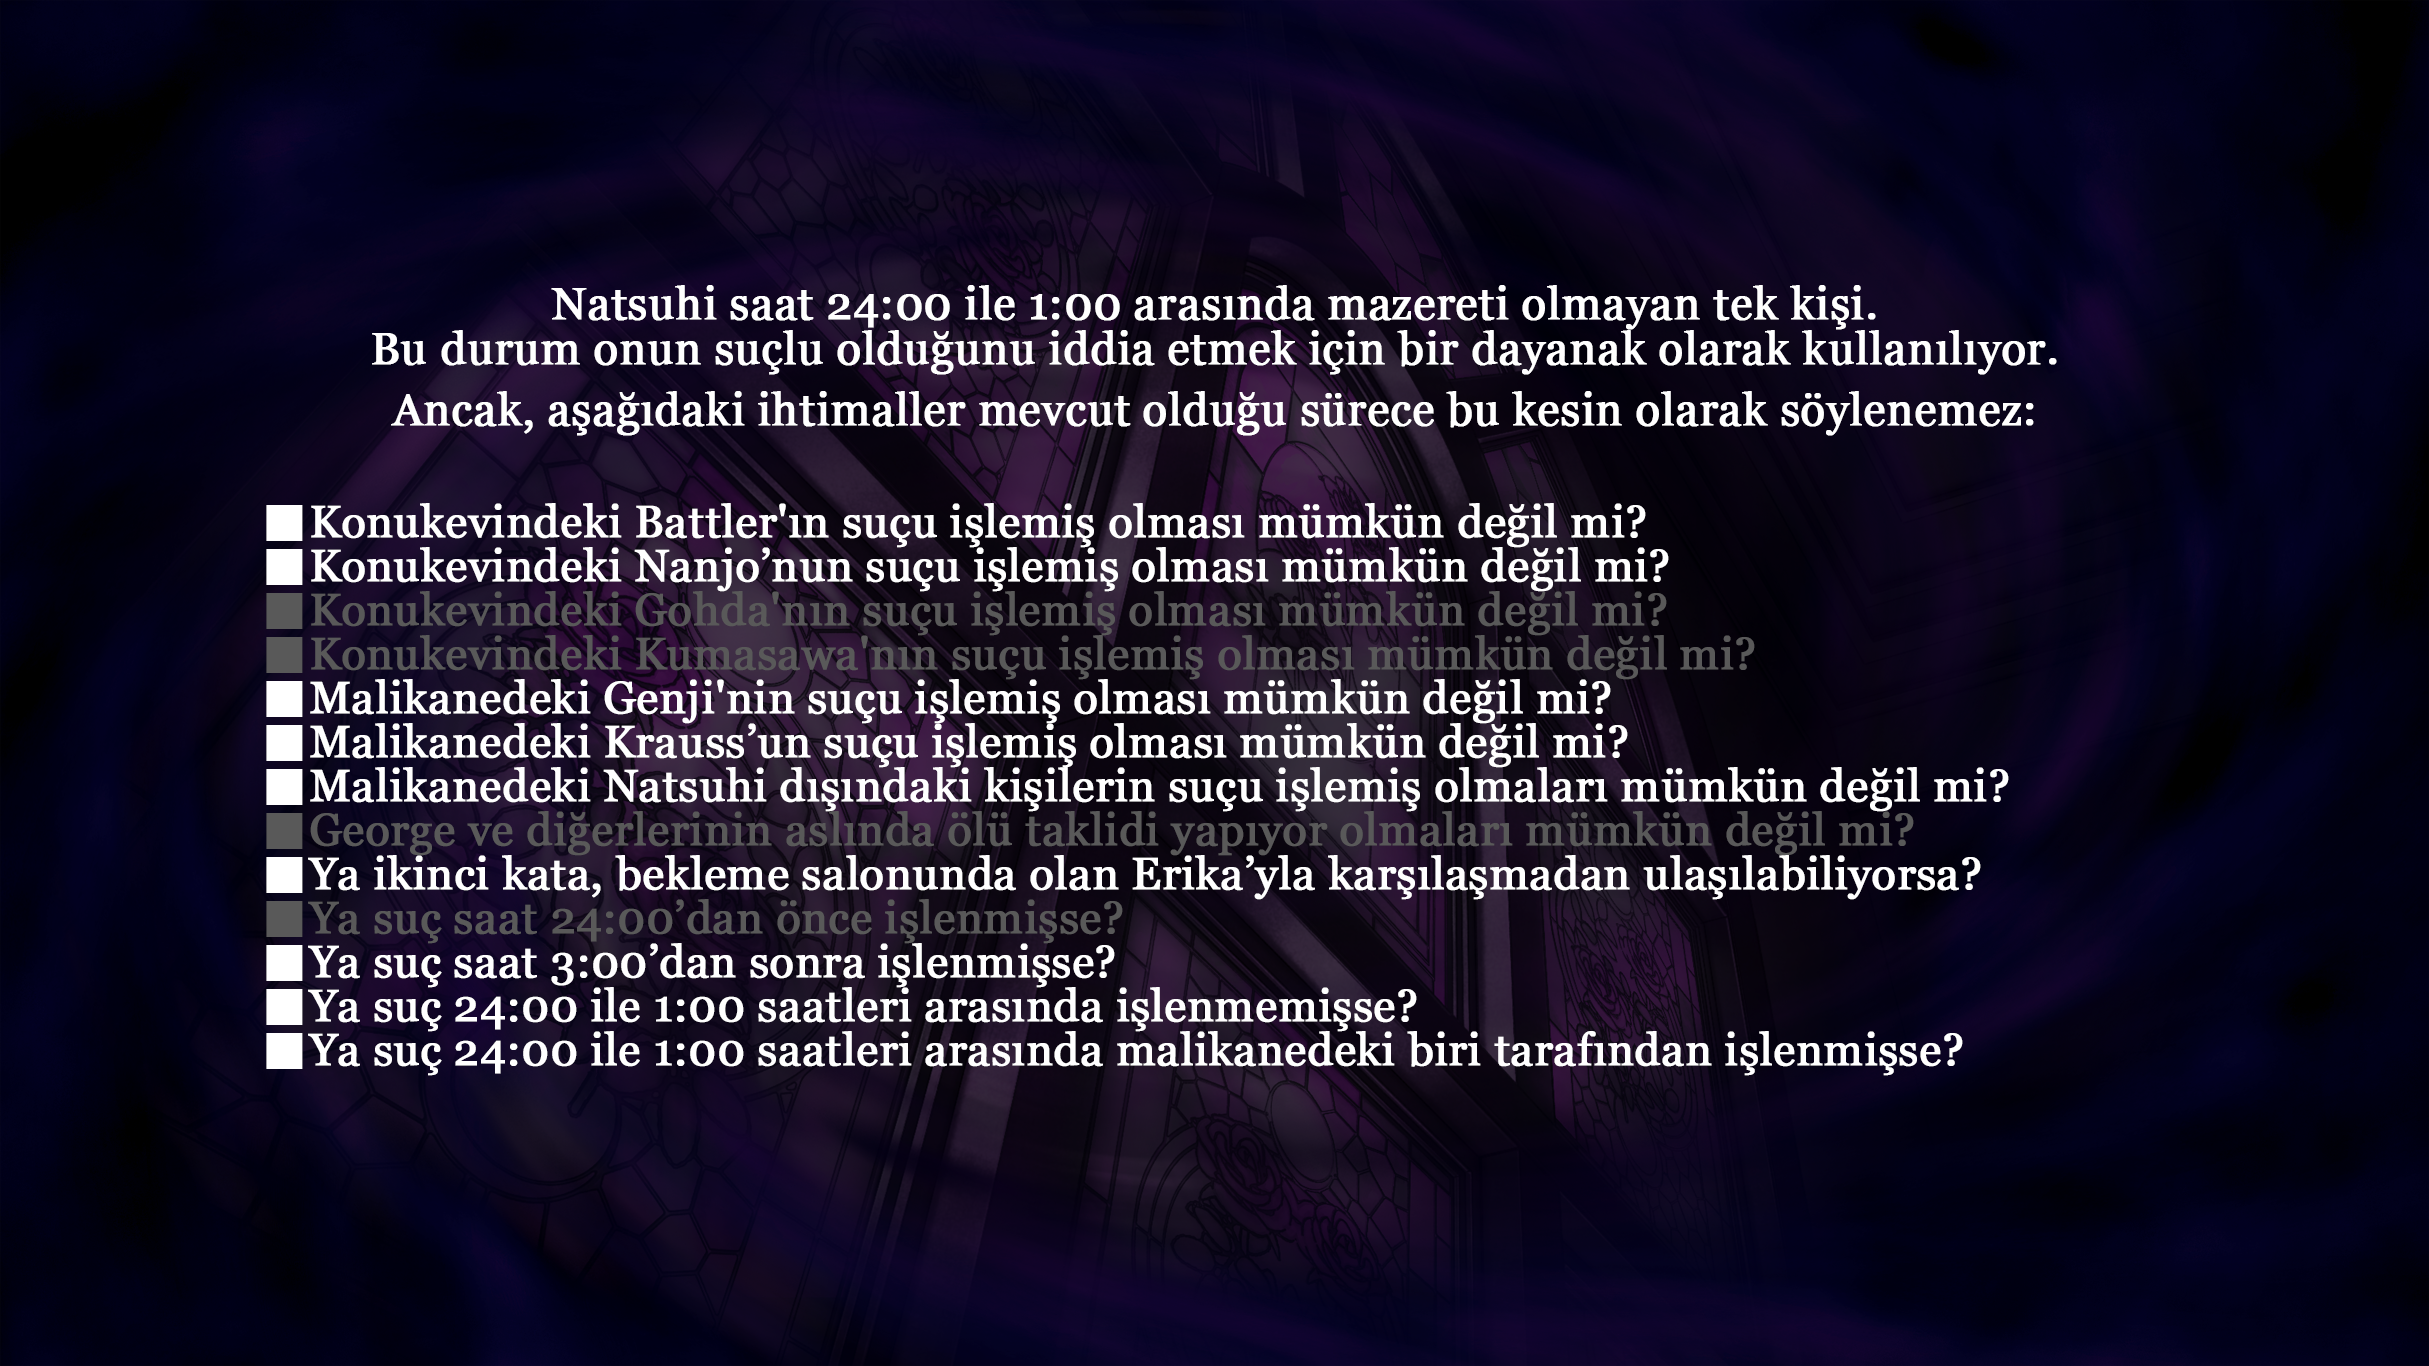 Natsuhi saat 24:00 ile 1:00 arasında mazereti olmayan tek kişi.
Bu durum onun suçlu olduğunu iddia etmek için bir dayanak olarak kullanılıyor.
Ancak, aşağıdaki ihtimaller mevcut olduğu sürece bu kesin olarak söylenemez:
■Konukevindeki Battler'ın suçu işlemiş olması mümkün değil mi?
■Konukevindeki Nanjo’nun suçu işlemiş olması mümkün değil mi?
■Konukevindeki Gohda'nın suçu işlemiş olması mümkün değil mi?
■Konukevindeki Kumasawa'nın suçu işlemiş olması mümkün değil mi?
■Malikanedeki Genji'nin suçu işlemiş olması mümkün değil mi?
■Malikanedeki Krauss’un suçu işlemiş olması mümkün değil mi?
■Malikanedeki Natsuhi dışındaki kişilerin suçu işlemiş olmaları mümkün değil mi?
■George ve diğerlerinin aslında ölü taklidi yapıyor olmaları mümkün değil mi?
■Ya ikinci kata, bekleme salonunda olan Erika’yla karşılaşmadan ulaşılabiliyorsa?
■Ya suç saat 24:00’dan önce işlenmişse?
■Ya suç saat 3:00’dan sonra işlenmişse?
■Ya suç 24:00 ile 1:00 saatleri arasında işlenmemişse?
■Ya suç 24:00 ile 1:00 saatleri arasında malikanedeki biri tarafından işlenmişse?